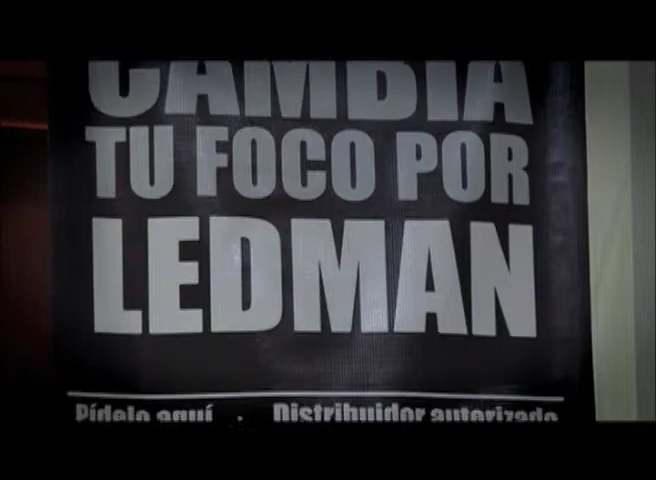 CAMBIA
TU FOCO POR
LEDMAN
Pídelo aquí · Distribuidor autorizado